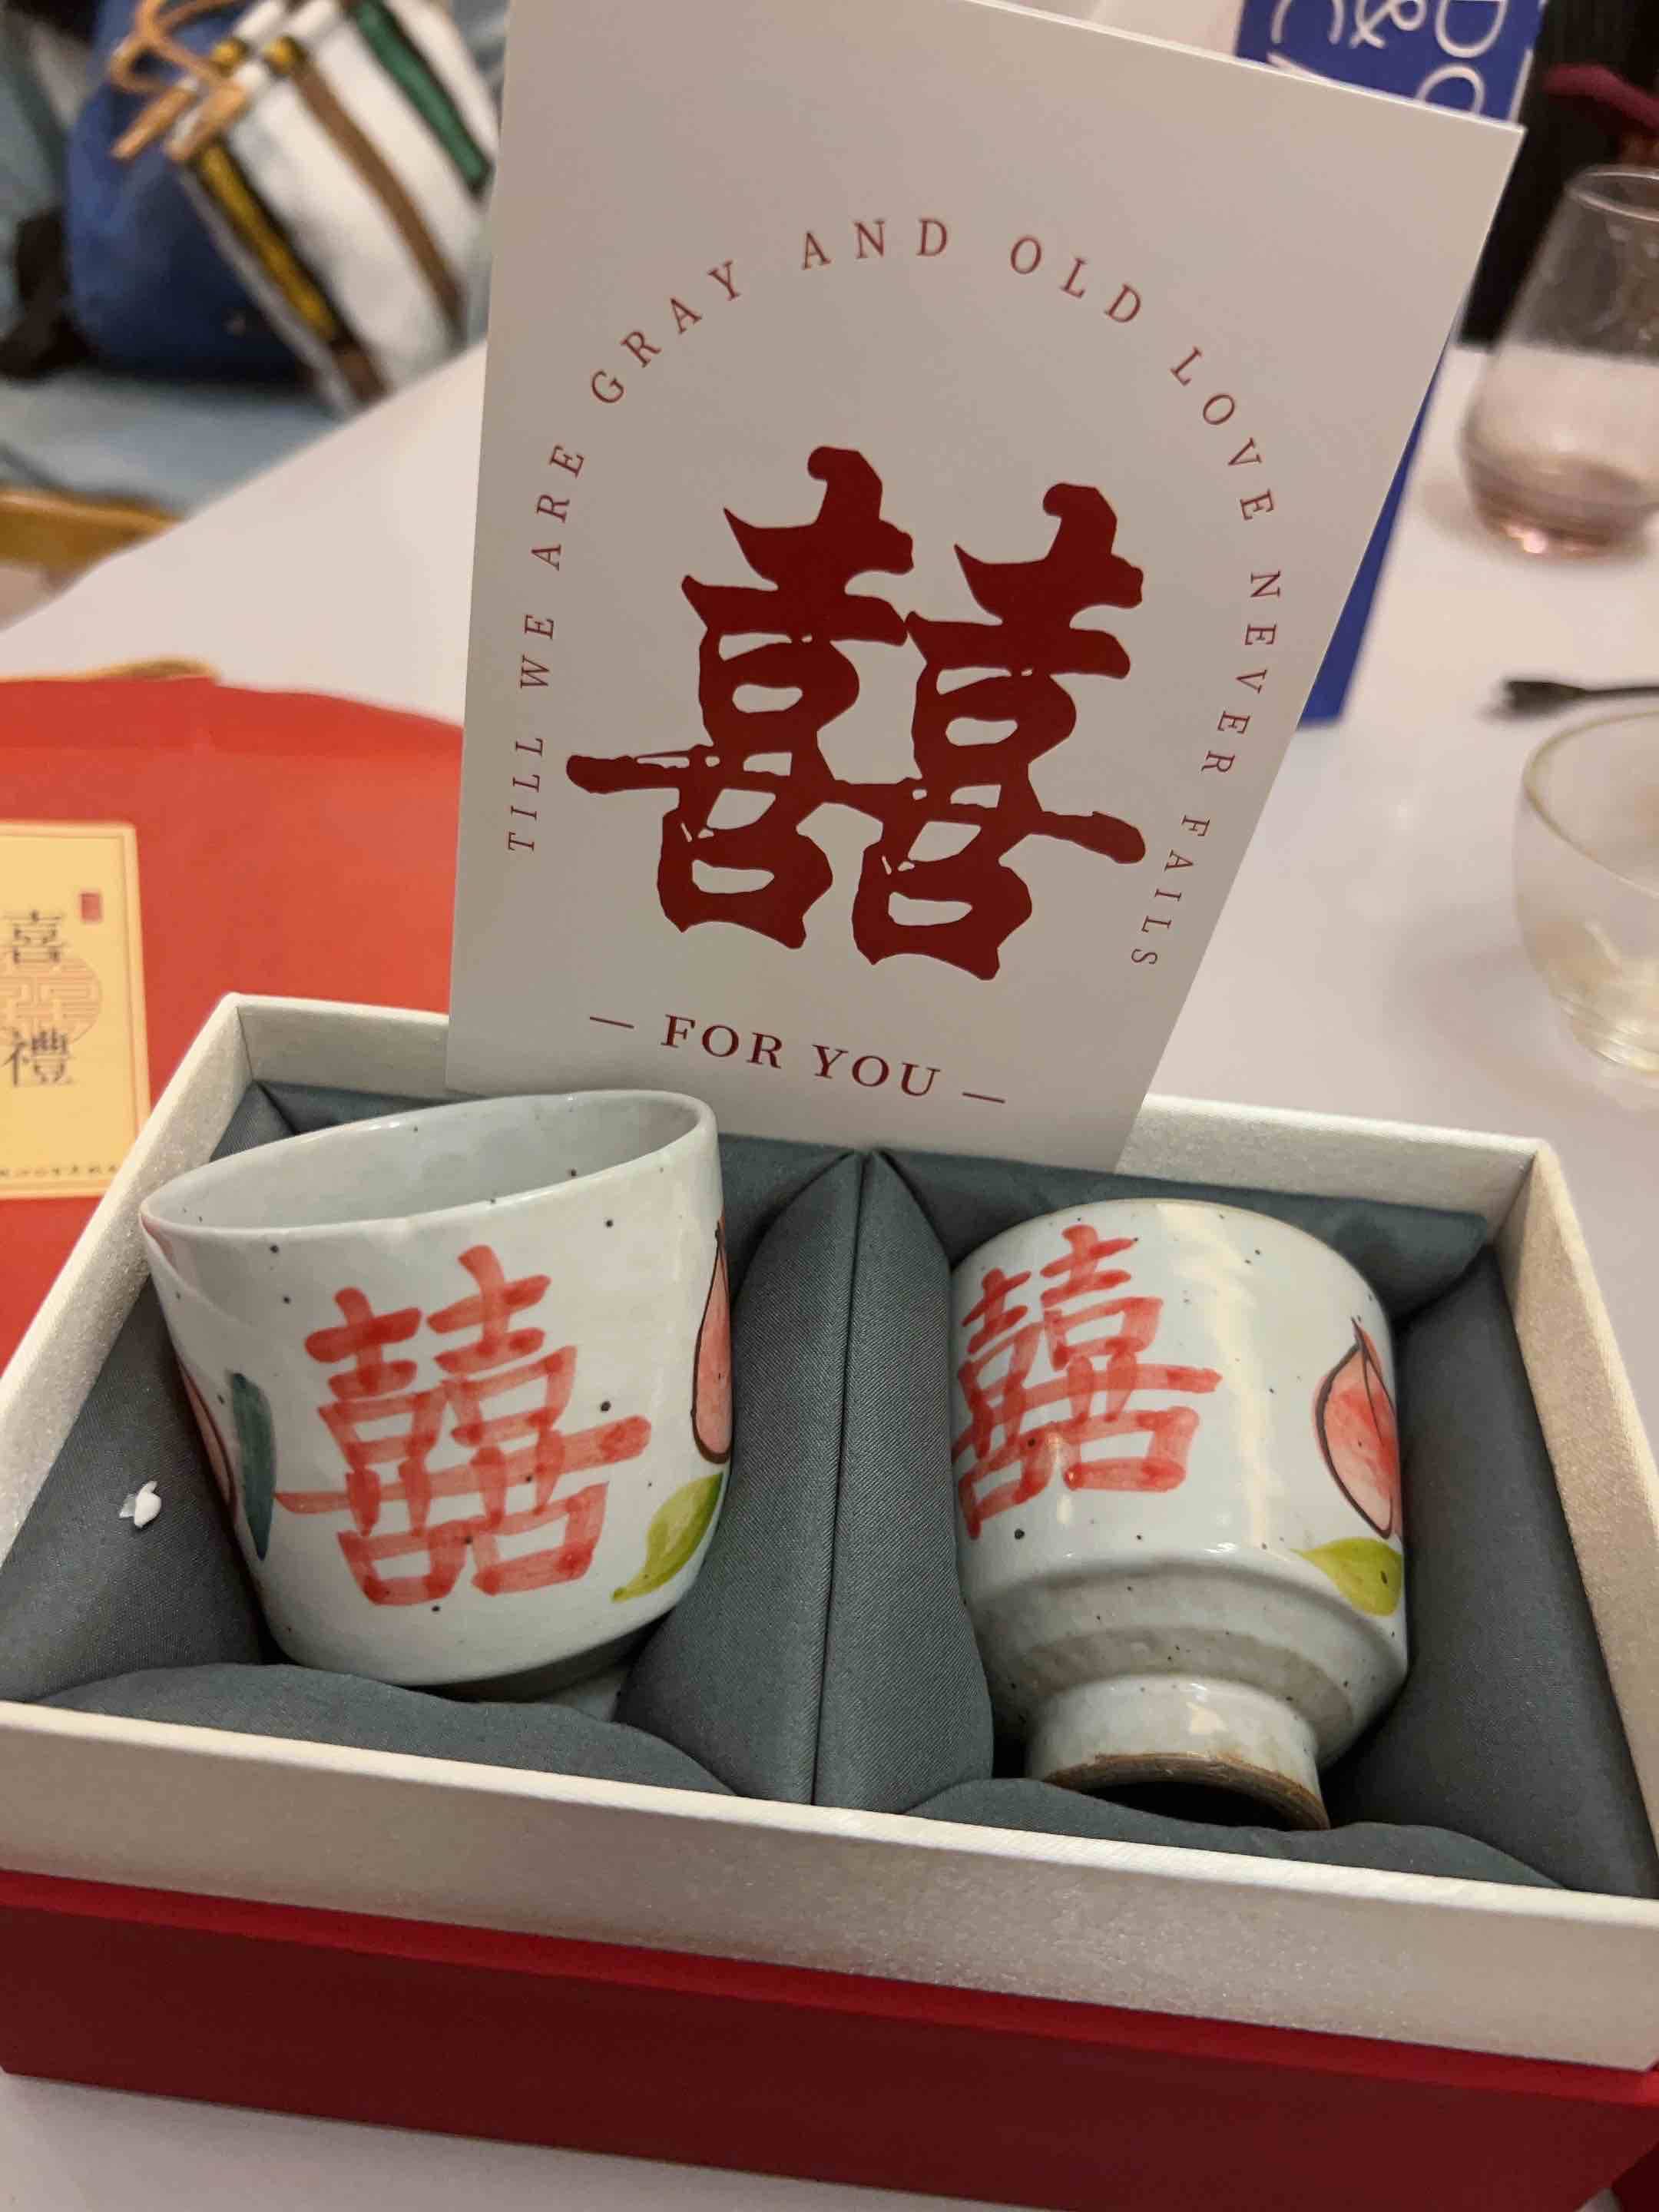 TILL WE ARE GRAY AND OLD LOVE NEVER FAILS
囍
— FOR YOU —
喜
禮
囍
囍